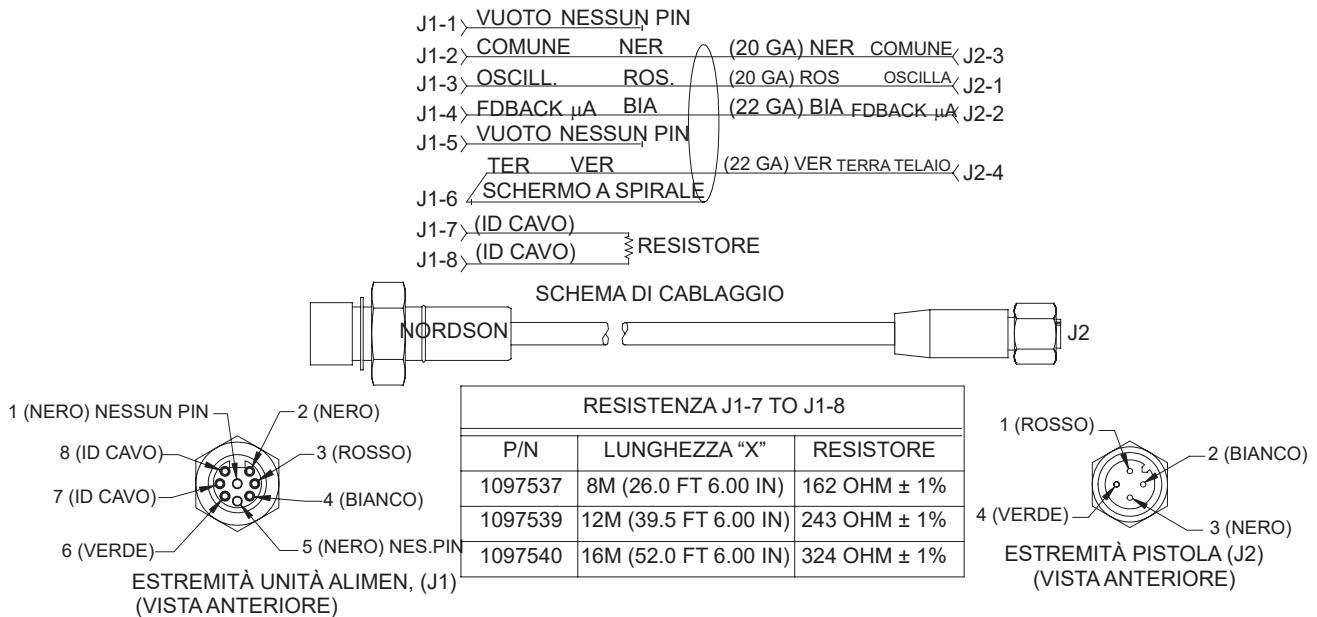 J1-1 VUOTO NESSUN PIN
J1-2 COMUNE NER (20 GA) NER COMUNE J2-3
J1-3 OSCILL. ROS. (20 GA) ROS OSCILLA J2-1
J1-4 FDBACK µA BIA (22 GA) BIA FDBACK µA J2-2
J1-5 VUOTO NESSUN PIN
TER VER (22 GA) VER TERRA TELAIO J2-4
J1-6 SCHERMO A SPIRALE
J1-7 (ID CAVO)
RESISTORE
J1-8 (ID CAVO)
SCHEMA DI CABLAGGIO
NORDSON
J2
1 (NERO) NESSUN PIN
2 (NERO)
8 (ID CAVO)
3 (ROSSO)
7 (ID CAVO)
4 (BIANCO)
6 (VERDE)
5 (NERO) NES.PIN
ESTREMITÀ UNITÀ ALIMEN, (J1)
(VISTA ANTERIORE)
RESISTENZA J1-7 TO J1-8
P/N LUNGHEZZA “X” RESISTORE
1097537 8M (26.0 FT 6.00 IN) 162 OHM ± 1%
1097539 12M (39.5 FT 6.00 IN) 243 OHM ± 1%
1097540 16M (52.0 FT 6.00 IN) 324 OHM ± 1%
1 (ROSSO)
2 (BIANCO)
4 (VERDE)
3 (NERO)
ESTREMITÀ PISTOLA (J2)
(VISTA ANTERIORE)